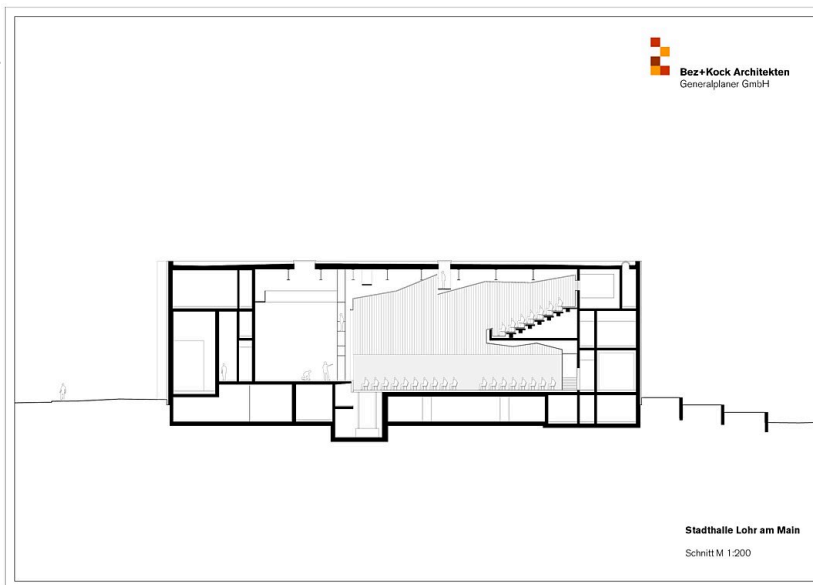 Bez+Kock Architekten
Generalplaner GmbH
Stadthalle Lohr am Main
Schnitt M 1:200